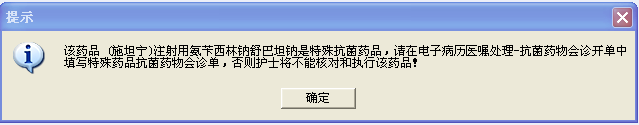 提示
该药品 (施坦宁)注射用氨苄西林钠舒巴坦钠是特殊抗菌药品，请在电子病历医嘱处理-抗菌药物会诊开单中
填写特殊药品抗菌药物会诊单，否则护士将不能核对和执行该药品!
确定